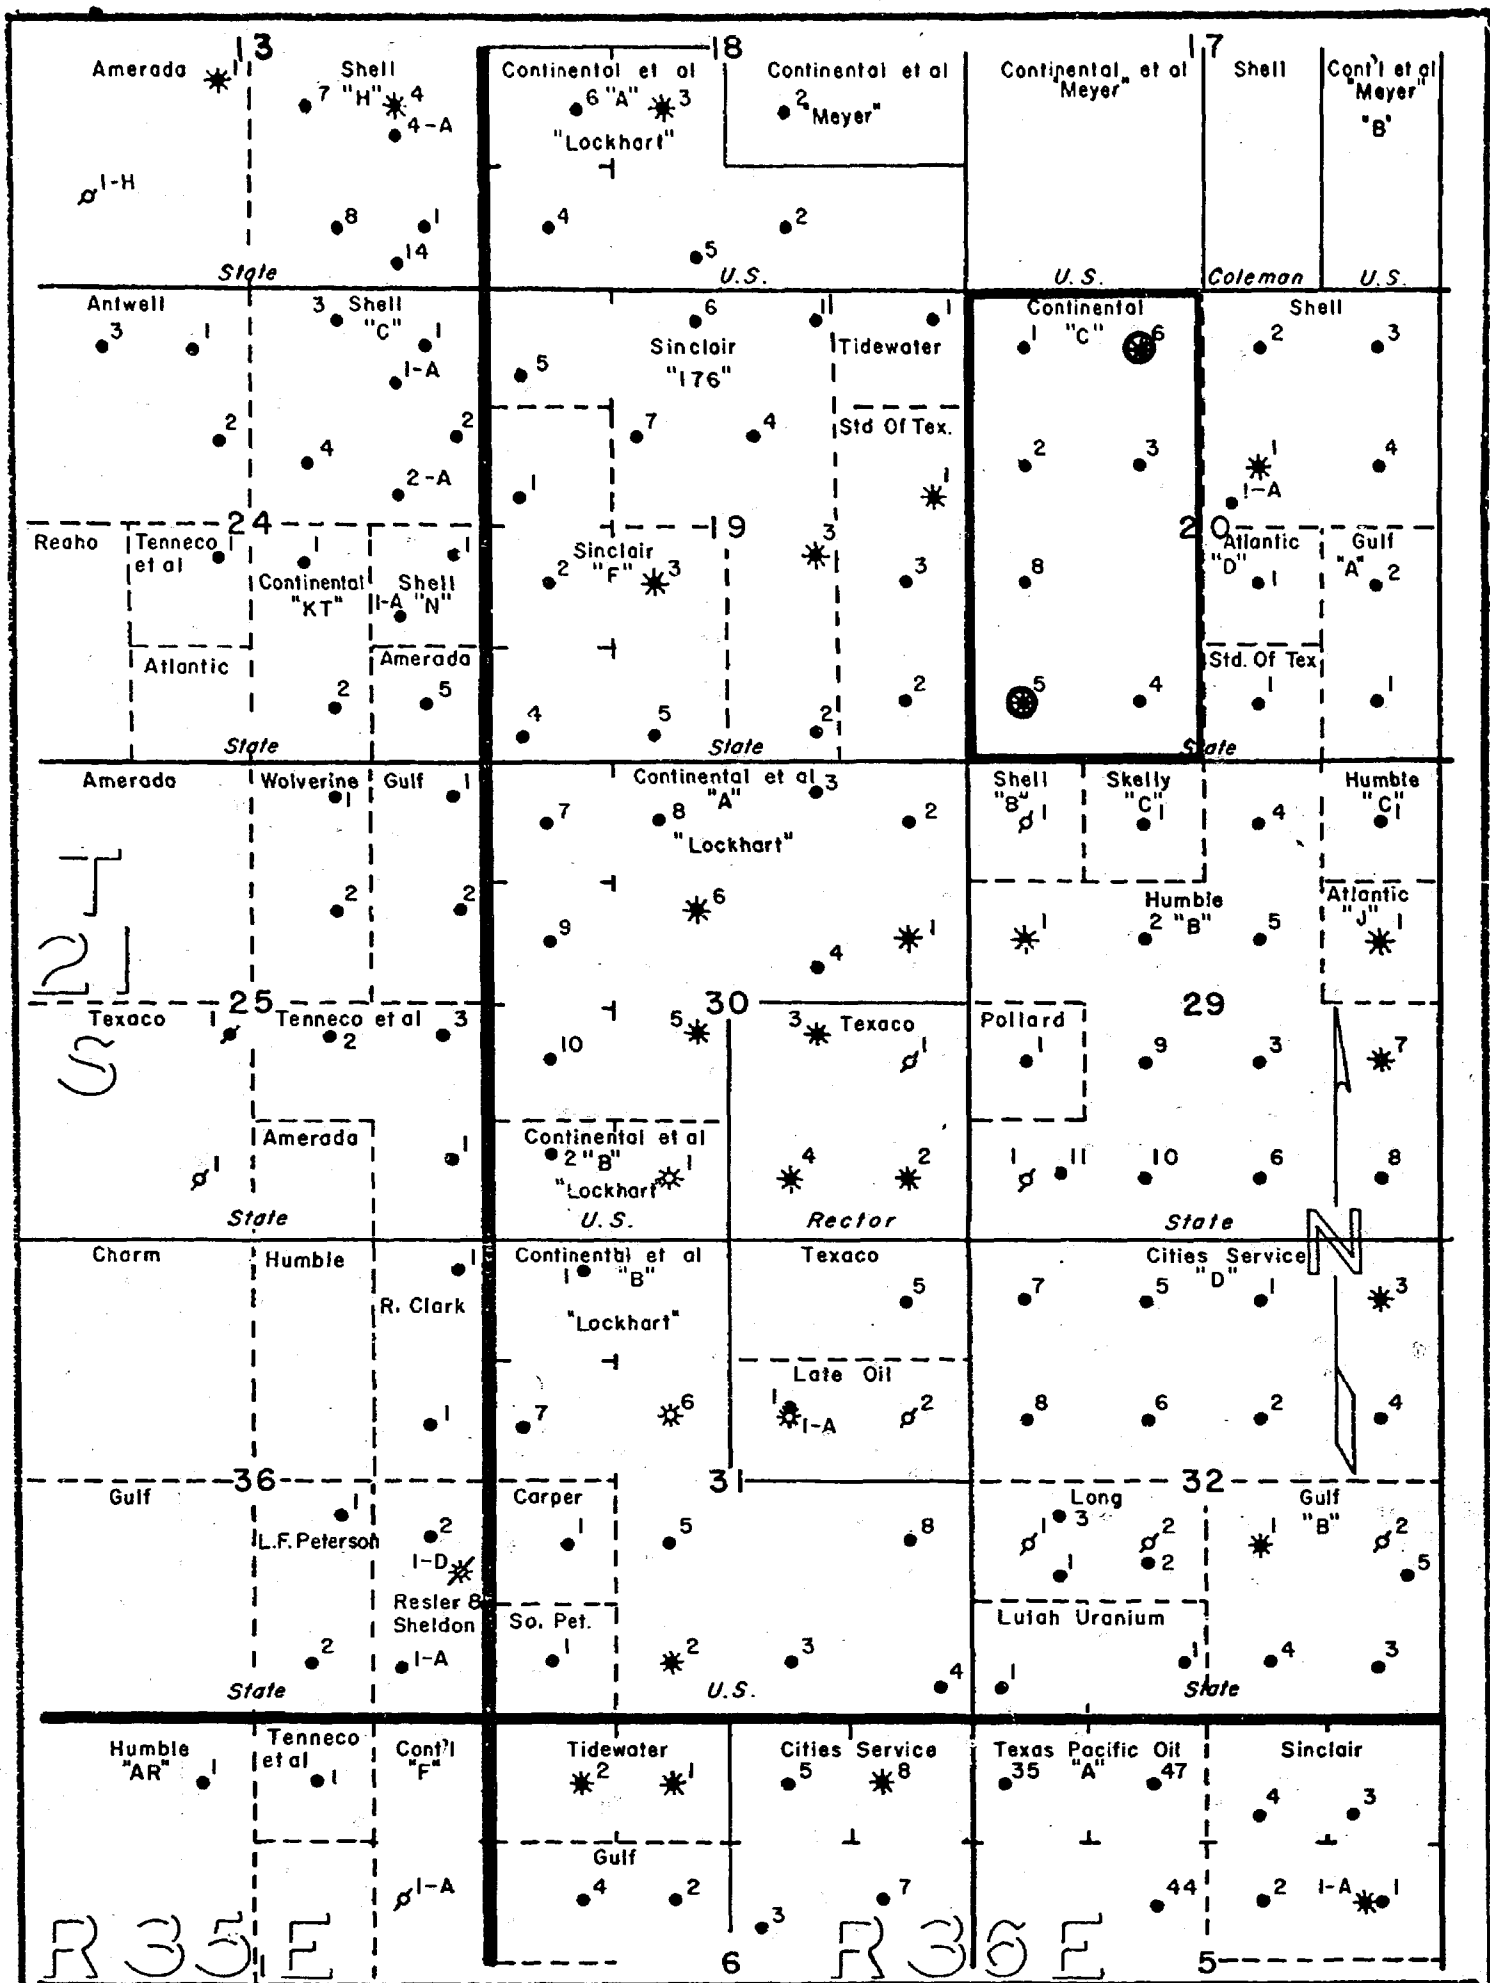 13 18 17
Amerada 1
Shell
"H"
7 4
4-A
1-H
8 1
14
State
Continental et al
6 "A" 3
"Lockhart"
4 5 2
U.S.
Continental et al
2 "Meyer"
Continental et al
"Meyer"
U.S.
Shell
Coleman
Cont'l et al
"Meyer"
"B"
U.S.
Antwell
3 1
2
3 Shell
"C" 1
1-A
4 2
2-A
24
Reaho
Tenneco 1
et al
Atlantic
State
1
Continental
"KT"
2
1
Shell
1-A "N"
Amerada
5
6 11 1
5 Sinclair
"176"
7 4
1
Tidewater
Std Of Tex.
1
19
Sinclair
"F" 3
2
4 5
3
2
State
3
2
Continental
"C"
1 6
2 3
8
5 4
Shell
2 3
1 4
1-A
20
Atlantic
"D" 1
Gulf
"A" 2
Std. Of Tex
1 1
State
T
21
S
Amerada
Wolverine
1
2
Gulf 1
2
25
Texaco 1
1
State
Tenneco et al 3
2
Amerada
1
Continental et al
"A" 3
7 8 2
"Lockhart"
6
9 1
4
30
5
10
Continental et al
2 "B" 1
"Lockhart"
U.S.
3 Texaco
1
4 2
Rector
Shell
"B" 1
Skelly
"C" 1
4
Humble
"C" 1
Humble
2 "B"
1 5
Atlantic
"J" 1
29
Pollard
1
9 3 7
1 11 10 6 8
State
N
Charm
Humble
1
R. Clark
1
36
Gulf
State
1
L.F. Peterson
2
2
1-D
Resler &
Sheldon
1-A
Continental et al
1 "B"
"Lockhart"
7 6
Texaco
5
Late Oil
1
1-A
2
31
Carper
1
So. Pet.
1
5 8
2 3 4
U.S.
Cities Service
"D"
7 5 1 3
8 6 2 4
32
Long
1 3 2
1 2
Lutah Uranium
1 1
Gulf
"B"
1 2
5
4 3
State
Humble
"AR" 1
Tenneco
et al
1
Cont'l
"F"
1-A
Tidewater
2 1
Gulf
4 2
3
Cities Service
5 8
7
Texas Pacific Oil
35 "A" 47
44
Sinclair
4 3
2 1-A 1
R 35 E
6
R 36 E
5